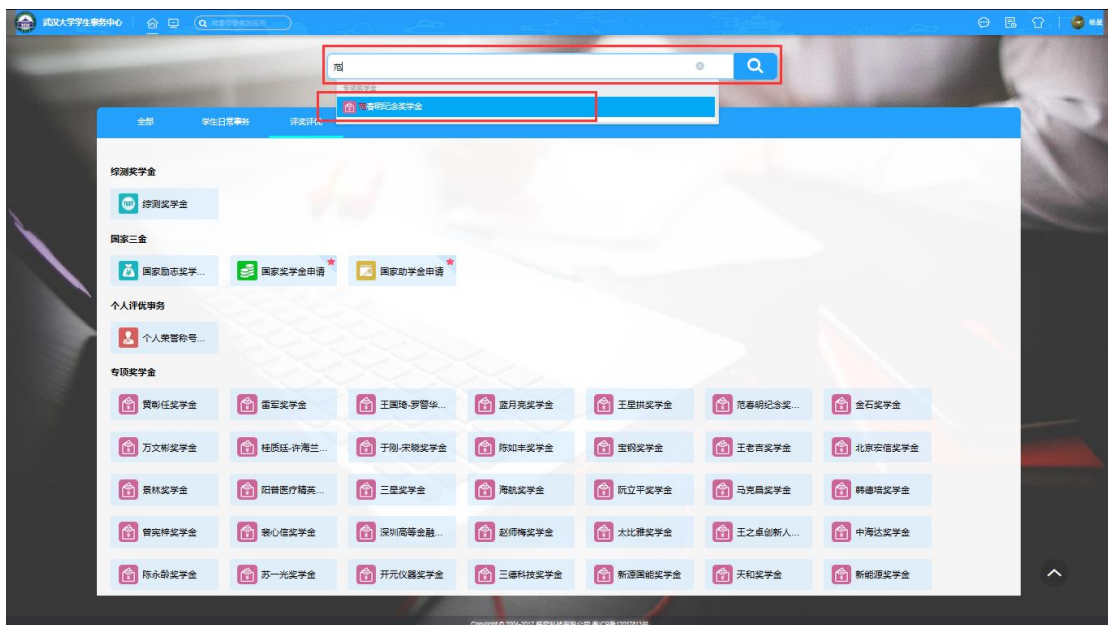 武汉大学学生事务中心
范
专项奖学金
范春明纪念奖学金
全部 学生日常事务 评奖评优
综测奖学金
综测奖学金
国家三金
国家励志奖学... 国家奖学金申请 国家助学金申请
个人评优事务
个人荣誉称号...
专项奖学金
黄彰任奖学金 雷军奖学金 王国琦-罗警华... 蓝月亮奖学金 王星拱奖学金 范春明纪念奖... 金石奖学金
万文彬奖学金 桂质廷-许海兰... 于刚-宋晓奖学金 陈如丰奖学金 宝钢奖学金 王老吉奖学金 北京宏信奖学金
景林奖学金 阳普医疗精英... 三星奖学金 海航奖学金 阮立平奖学金 马克昌奖学金 韩德培奖学金
曾宪梓奖学金 裴心信奖学金 深圳高等金融... 赵师梅奖学金 太比雅奖学金 王之卓创新人... 中海达奖学金
陈永龄奖学金 苏一光奖学金 开元仪器奖学金 三德科技奖学金 新源国能奖学金 天和奖学金 新能源奖学金